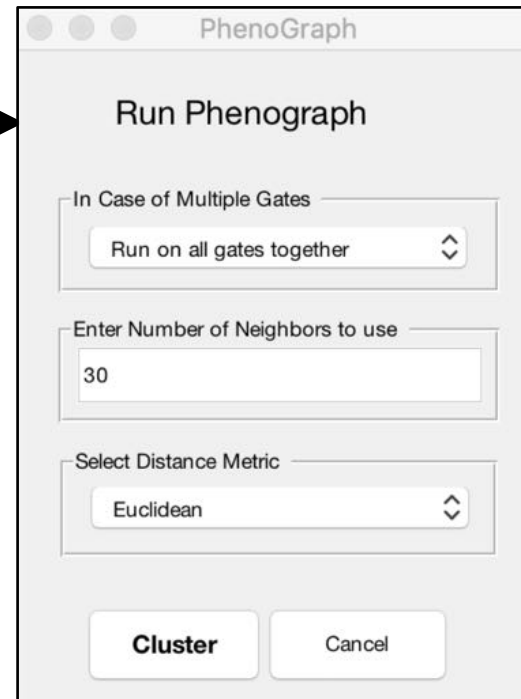 PhenoGraph
Run Phenograph
In Case of Multiple Gates
Run on all gates together
Enter Number of Neighbors to use
30
Select Distance Metric
Euclidean
Cluster Cancel